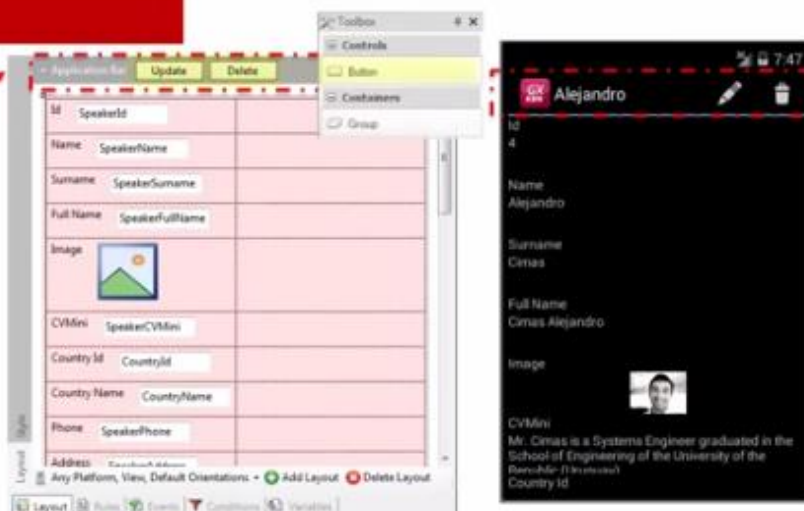 Toolbox
Controls
Button
Containers
Group
Application Bar
Update
Delete
Id
SpeakerId
Name
SpeakerName
Surname
SpeakerSurname
Full Name
SpeakerFullName
Image
CVMini
SpeakerCVMini
Country Id
CountryId
Country Name
CountryName
Phone
SpeakerPhone
Address
SpeakerAddress
Style
Layout
Any Platform, View, Default Orientations
Add Layout
Delete Layout
Layout
Rules
Events
Conditions
Variables
7:47
GX
Alejandro
Id
4
Name
Alejandro
Surname
Cimas
Full Name
Cimas Alejandro
Image
CVMini
Mr. Cimas is a Systems Engineer graduated in the
School of Engineering of the University of the
Republic (Uruguay)
Country Id